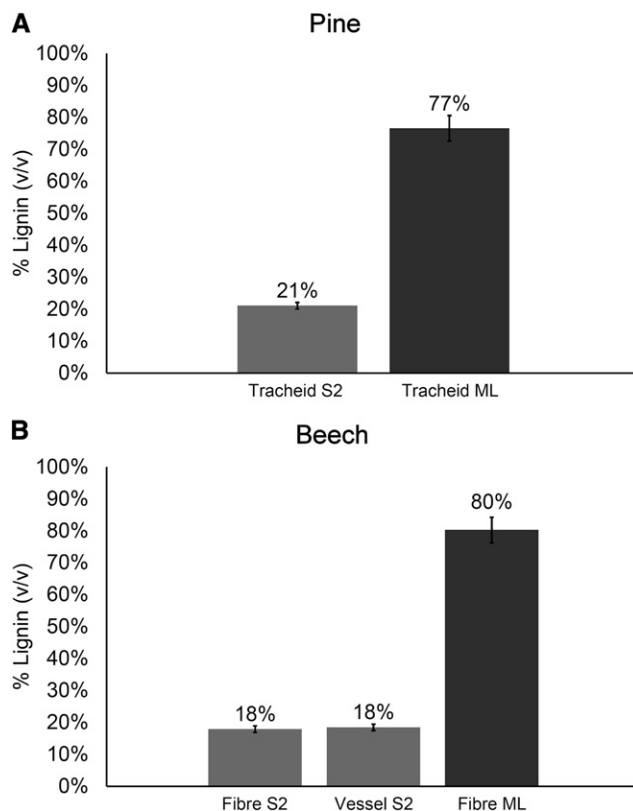 A
Pine
100%
90%
80%
70%
60%
50%
40%
30%
20%
10%
0%
% Lignin (v/v)
77%
21%
Tracheid S2
Tracheid ML
B
Beech
100%
90%
80%
70%
60%
50%
40%
30%
20%
10%
0%
% Lignin (v/v)
18%
18%
80%
Fibre S2
Vessel S2
Fibre ML